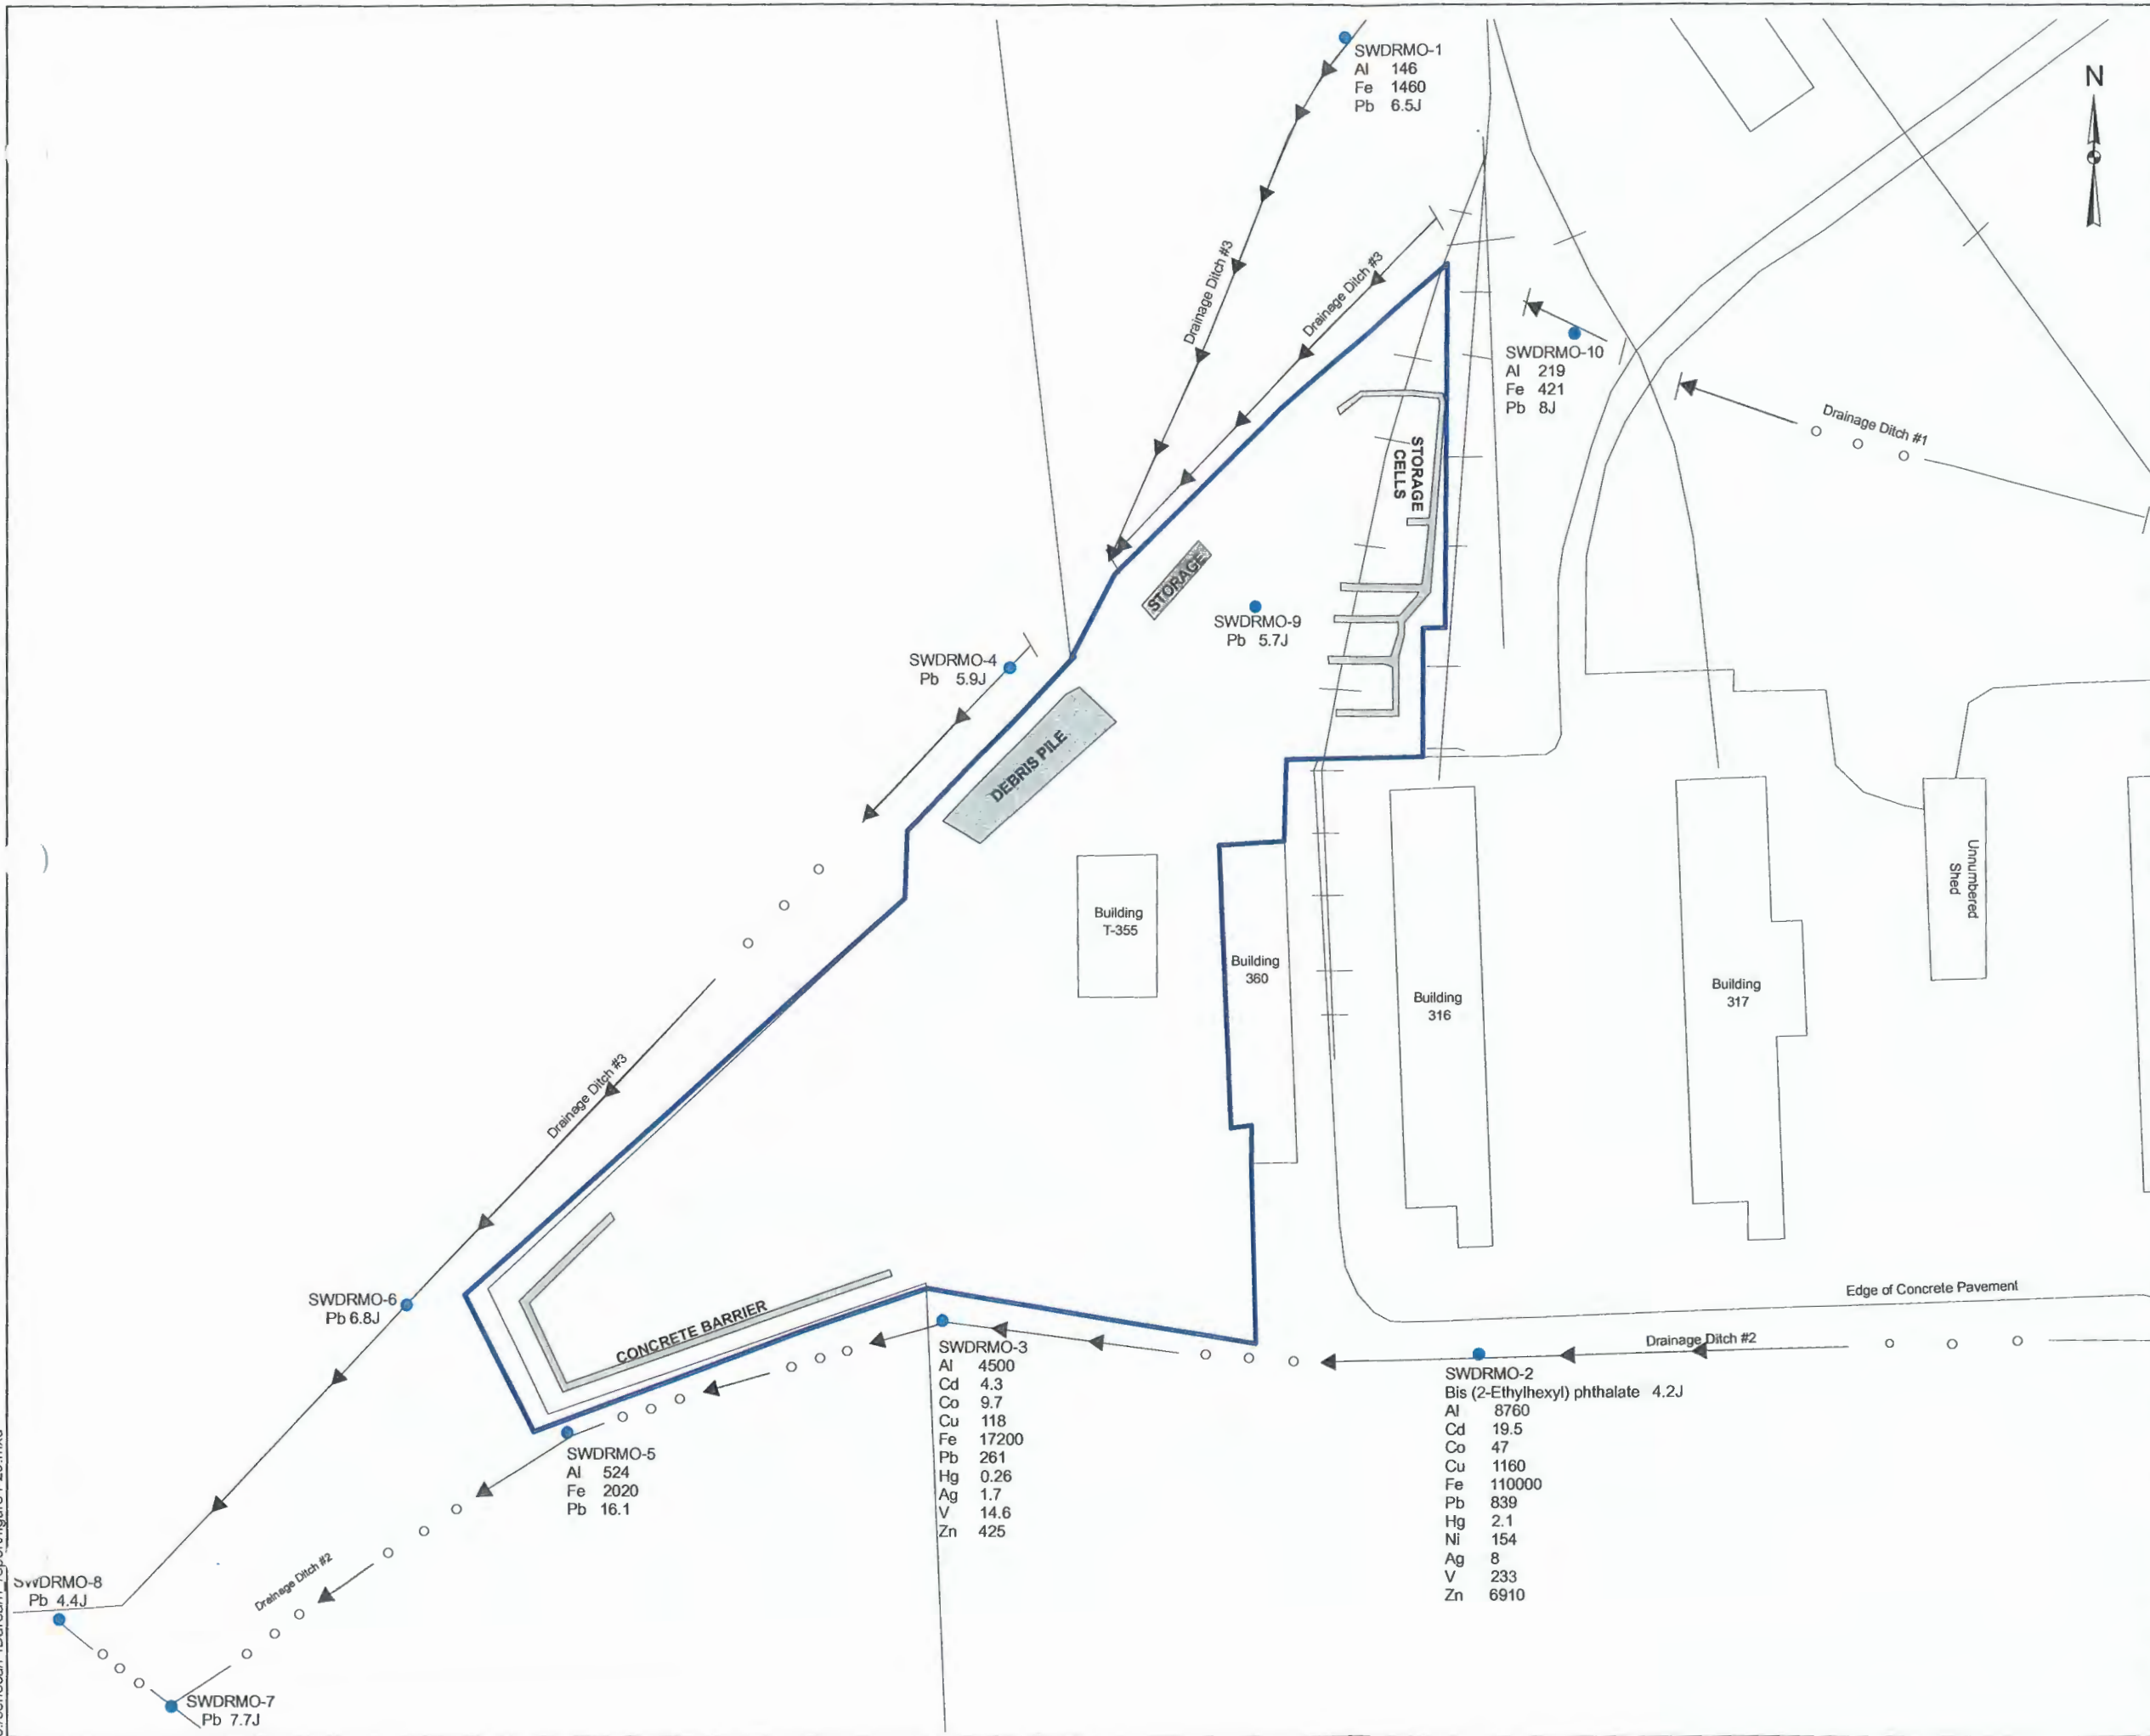 SWDRMO-1
Al 146
Fe 1460
Pb 6.5J
N
Drainage Ditch #3
Drainage Ditch #3
SWDRMO-10
Al 219
Fe 421
Pb 8J
Drainage Ditch #1
STORAGE
CELLS
STORAGE
SWDRMO-9
Pb 5.7J
SWDRMO-4
Pb 5.9J
DEBRIS PILE
Building
T-355
Building
360
Building
316
Building
317
Unnumbered
Shed
Drainage Ditch #3
SWDRMO-6
Pb 6.8J
CONCRETE BARRIER
Edge of Concrete Pavement
Drainage Ditch #2
SWDRMO-3
Al 4500
Cd 4.3
Co 9.7
Cu 118
Fe 17200
Pb 261
Hg 0.26
Ag 1.7
V 14.6
Zn 425
SWDRMO-2
Bis (2-Ethylhexyl) phthalate 4.2J
Al 8760
Cd 19.5
Co 47
Cu 1160
Fe 110000
Pb 839
Hg 2.1
Ni 154
Ag 8
V 233
Zn 6910
SWDRMO-5
Al 524
Fe 2020
Pb 16.1
Drainage Ditch #2
SWDRMO-8
Pb 4.4J
SWDRMO-7
Pb 7.7J